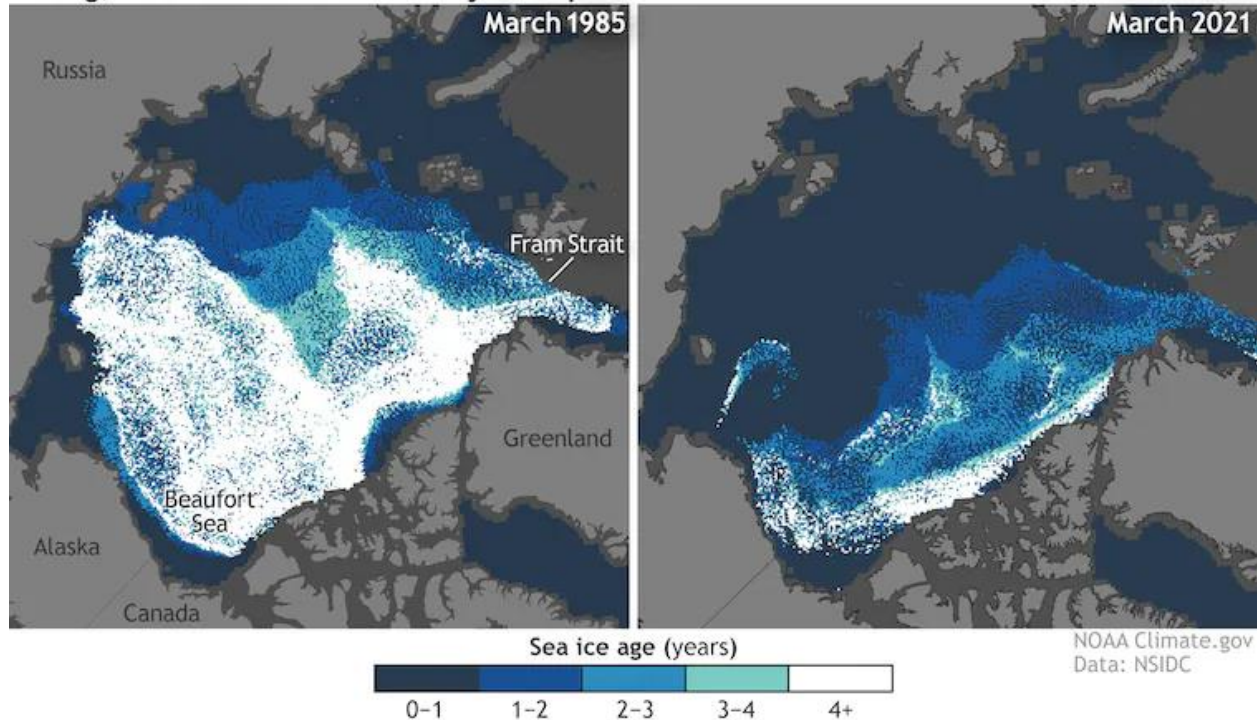 March 1985
March 2021
Russia
Fram Strait
Greenland
Beaufort
Sea
Alaska
Canada
Sea ice age (years)
0-1 1-2 2-3 3-4 4+
NOAA Climate.gov
Data: NSIDC